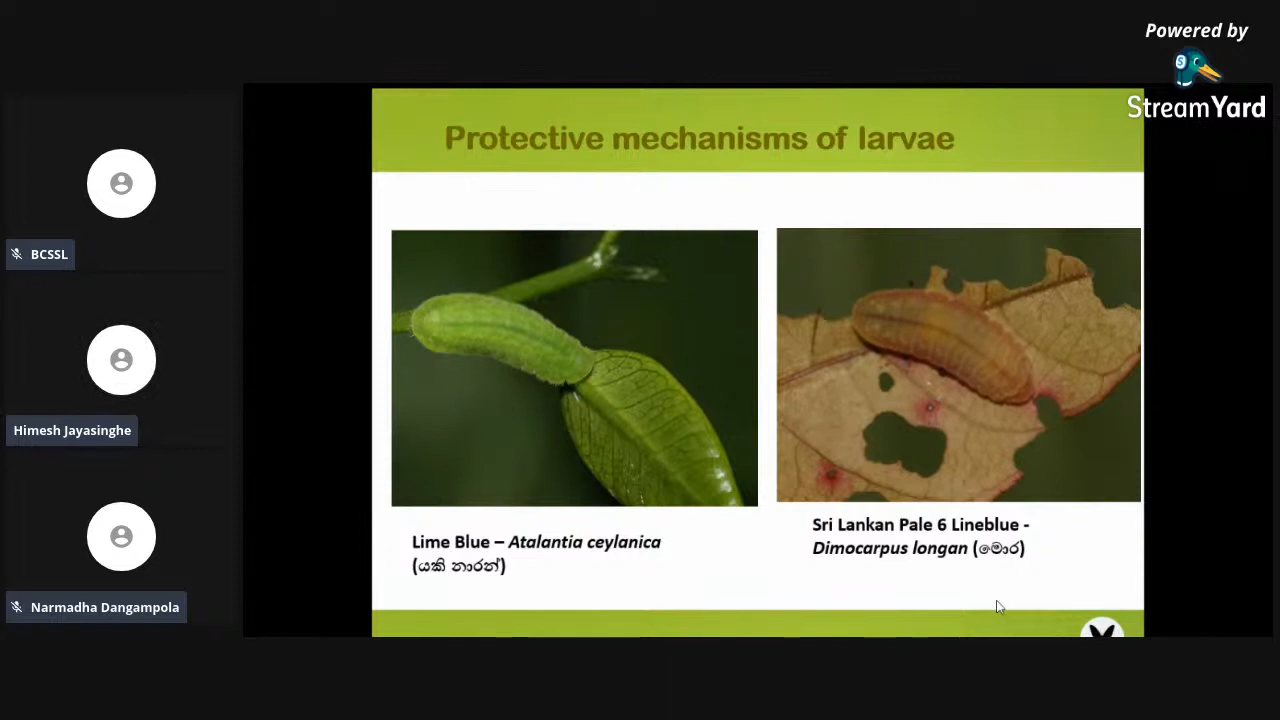 Powered by
StreamYard
Protective mechanisms of larvae
BCSSL
Himesh Jayasinghe
Narmadha Dangampola
Lime Blue – Atalantia ceylanica
(යකි නාරන්)
Sri Lankan Pale 6 Lineblue -
Dimocarpus longan (මොර)